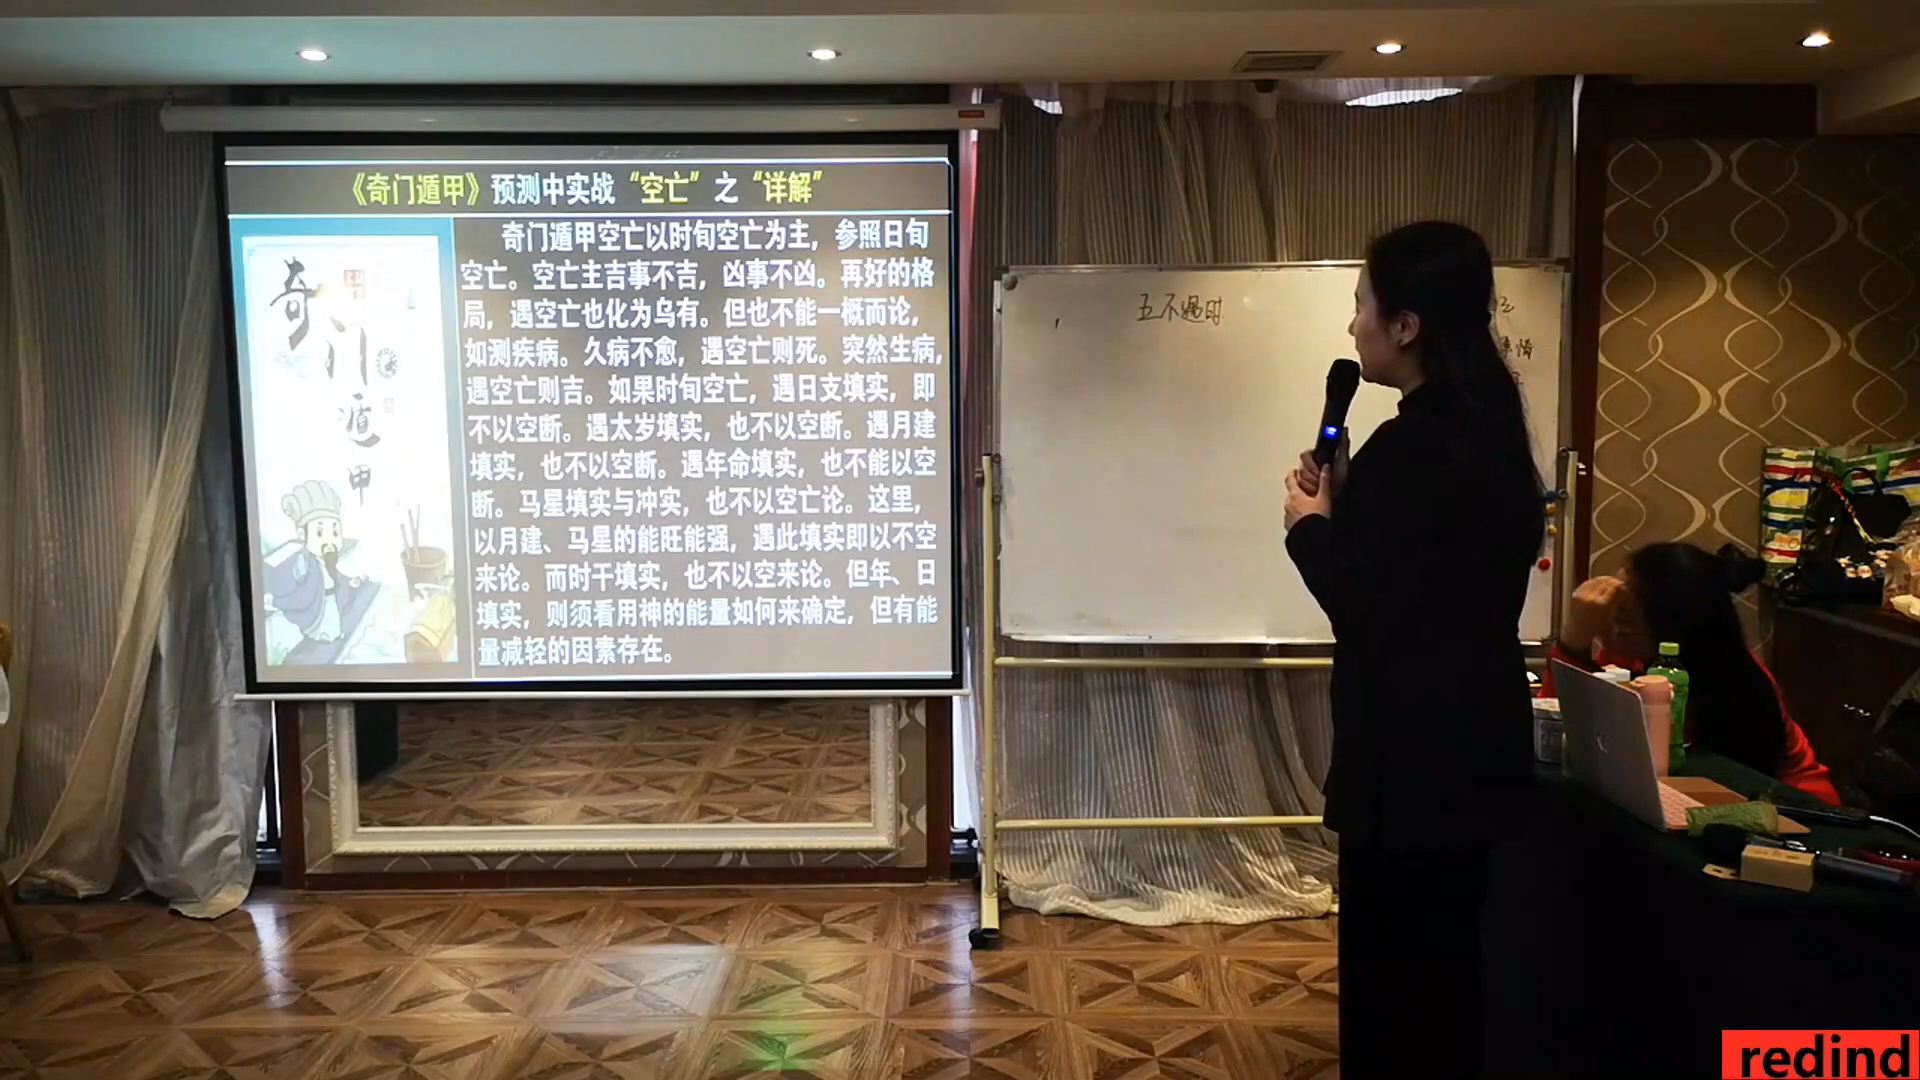 《奇门遁甲》预测中实战“空亡”之“详解”
奇门遁甲
奇门遁甲空亡以时旬空亡为主，参照日旬
空亡。空亡主吉事不吉，凶事不凶。再好的格
局，遇空亡也化为乌有。但也不能一概而论，
如测疾病。久病不愈，遇空亡则死。突然生病，
遇空亡则吉。如果时旬空亡，遇日支填实，即
不以空断。遇太岁填实，也不以空断。遇月建
填实，也不以空断。遇年命填实，也不能以空
断。马星填实与冲实，也不以空亡论。这里，
以月建、马星的能旺能强，遇此填实即以不空
来论。而时干填实，也不以空来论。但年、日
填实，则须看用神的能量如何来确定，但有能
量减轻的因素存在。
五不遇时
事情
redind